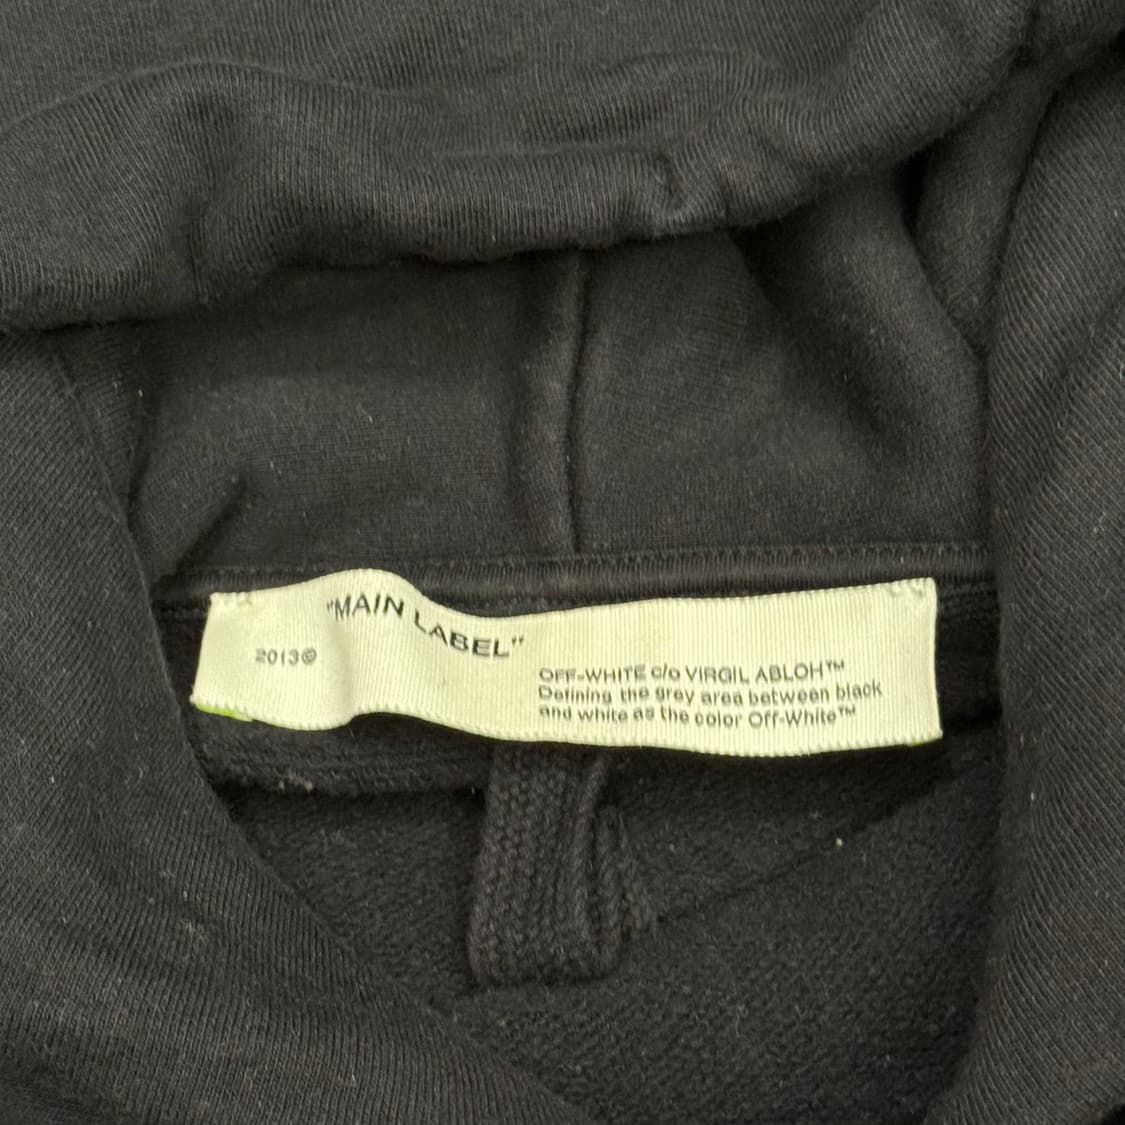 "MAIN LABEL"
2013©
OFF-WHITE c/o VIRGIL ABLOH™
Defining the grey area between black
and white as the color Off-White™